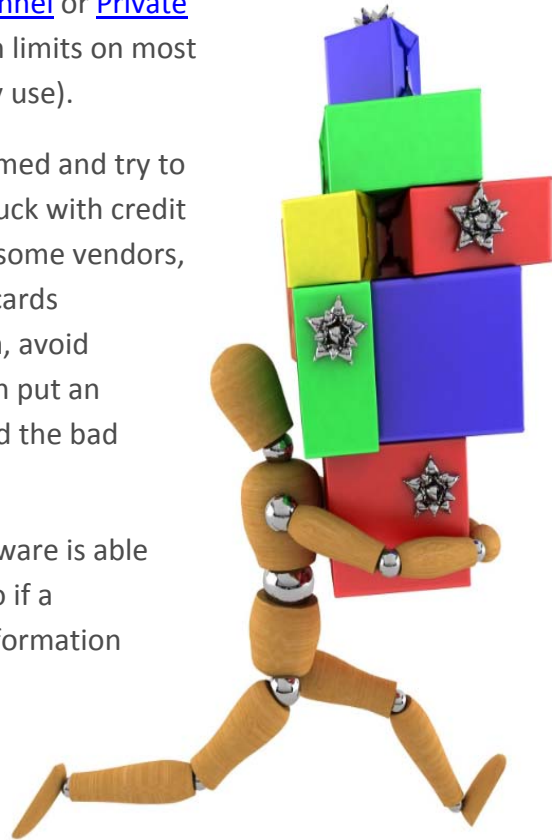 nnel or Private
limits on most
use).
med and try to
uck with credit
some vendors,
cards
, avoid
put an
d the bad
ware is able
if a
formation